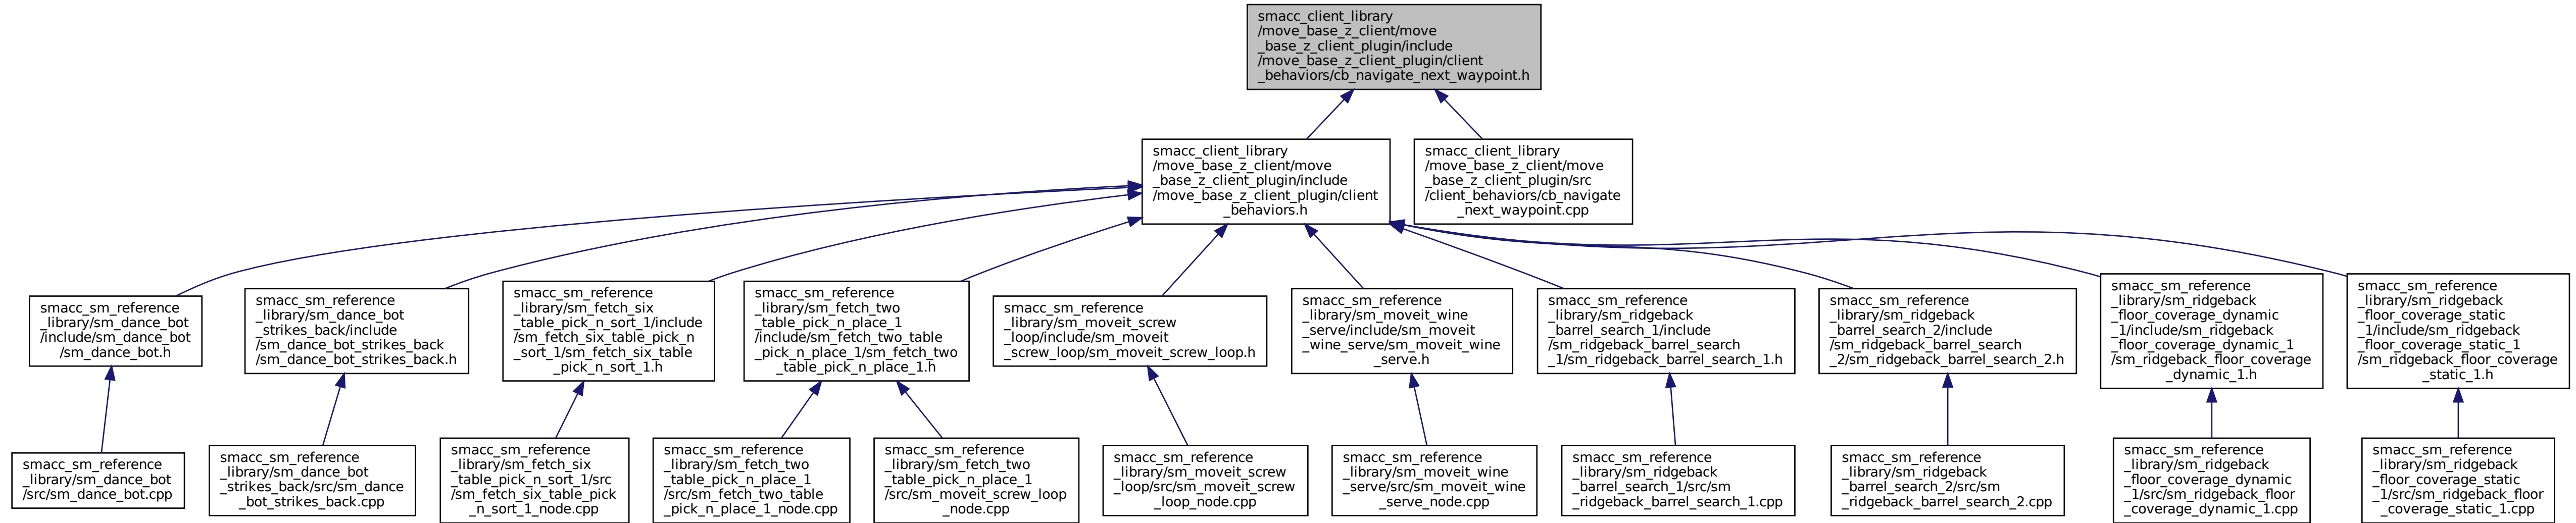 smacc_client_library
/move_base_z_client/move
_base_z_client_plugin/include
/move_base_z_client_plugin/client
_behaviors/cb_navigate_next_waypoint.h
smacc_client_library
/move_base_z_client/move
_base_z_client_plugin/include
/move_base_z_client_plugin/client
_behaviors.h
smacc_client_library
/move_base_z_client/move
_base_z_client_plugin/src
/client_behaviors/cb_navigate
_next_waypoint.cpp
smacc_sm_reference
_library/sm_dance_bot
/include/sm_dance_bot
/sm_dance_bot.h
smacc_sm_reference
_library/sm_dance_bot
_strikes_back/include
/sm_dance_bot_strikes_back
/sm_dance_bot_strikes_back.h
smacc_sm_reference
_library/sm_fetch_six
_table_pick_n_sort_1/include
/sm_fetch_six_table_pick_n
_sort_1/sm_fetch_six_table
_pick_n_sort_1.h
smacc_sm_reference
_library/sm_fetch_two
_table_pick_n_place_1
/include/sm_fetch_two_table
_pick_n_place_1/sm_fetch_two
_table_pick_n_place_1.h
smacc_sm_reference
_library/sm_moveit_screw
_loop/include/sm_moveit
_screw_loop/sm_moveit_screw_loop.h
smacc_sm_reference
_library/sm_moveit_wine
_serve/include/sm_moveit
_wine_serve/sm_moveit_wine
_serve.h
smacc_sm_reference
_library/sm_ridgeback
_barrel_search_1/include
/sm_ridgeback_barrel_search
_1/sm_ridgeback_barrel_search_1.h
smacc_sm_reference
_library/sm_ridgeback
_barrel_search_2/include
/sm_ridgeback_barrel_search
_2/sm_ridgeback_barrel_search_2.h
smacc_sm_reference
_library/sm_ridgeback
_floor_coverage_dynamic
_1/include/sm_ridgeback
_floor_coverage_dynamic_1
/sm_ridgeback_floor_coverage
_dynamic_1.h
smacc_sm_reference
_library/sm_ridgeback
_floor_coverage_static
_1/include/sm_ridgeback
_floor_coverage_static_1
/sm_ridgeback_floor_coverage
_static_1.h
smacc_sm_reference
_library/sm_dance_bot
/src/sm_dance_bot.cpp
smacc_sm_reference
_library/sm_dance_bot
_strikes_back/src/sm_dance
_bot_strikes_back.cpp
smacc_sm_reference
_library/sm_fetch_six
_table_pick_n_sort_1/src
/sm_fetch_six_table_pick
_n_sort_1_node.cpp
smacc_sm_reference
_library/sm_fetch_two
_table_pick_n_place_1
/src/sm_fetch_two_table
_pick_n_place_1_node.cpp
smacc_sm_reference
_library/sm_fetch_two
_table_pick_n_place_1
/src/sm_moveit_screw_loop
_node.cpp
smacc_sm_reference
_library/sm_moveit_screw
_loop/src/sm_moveit_screw
_loop_node.cpp
smacc_sm_reference
_library/sm_moveit_wine
_serve/src/sm_moveit_wine
_serve_node.cpp
smacc_sm_reference
_library/sm_ridgeback
_barrel_search_1/src/sm
_ridgeback_barrel_search_1.cpp
smacc_sm_reference
_library/sm_ridgeback
_barrel_search_2/src/sm
_ridgeback_barrel_search_2.cpp
smacc_sm_reference
_library/sm_ridgeback
_floor_coverage_dynamic
_1/src/sm_ridgeback_floor
_coverage_dynamic_1.cpp
smacc_sm_reference
_library/sm_ridgeback
_floor_coverage_static
_1/src/sm_ridgeback_floor
_coverage_static_1.cpp